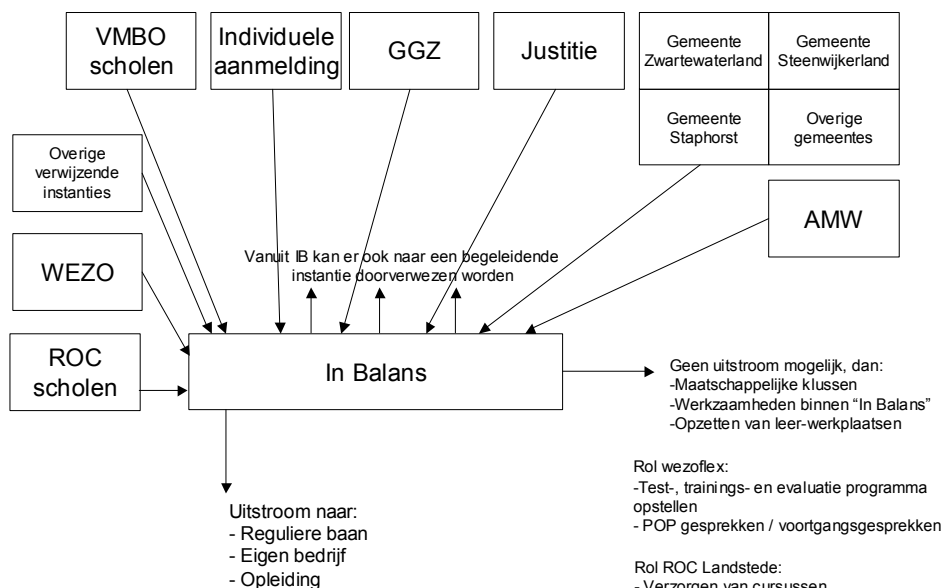 VMBO
scholen
Individuele
aanmelding
GGZ
Justitie
Gemeente
Zwartewaterland
Gemeente
Steenwijkerland
Gemeente
Staphorst
Overige
gemeentes
Overige
verwijzende
instanties
AMW
WEZO
Vanuit IB kan er ook naar een begeleidende
instantie doorverwezen worden
ROC
scholen
In Balans
Geen uitstroom mogelijk, dan:
-Maatschappelijke klussen
-Werkzaamheden binnen “In Balans”
-Opzetten van leer-werkplaatsen
Rol wezoflex:
-Test-, trainings- en evaluatie programma
opstellen
- POP gesprekken / voortgangsgesprekken
Uitstroom naar:
- Reguliere baan
- Eigen bedrijf
- Opleiding
Rol ROC Landstede:
- Verzorgen van cursussen